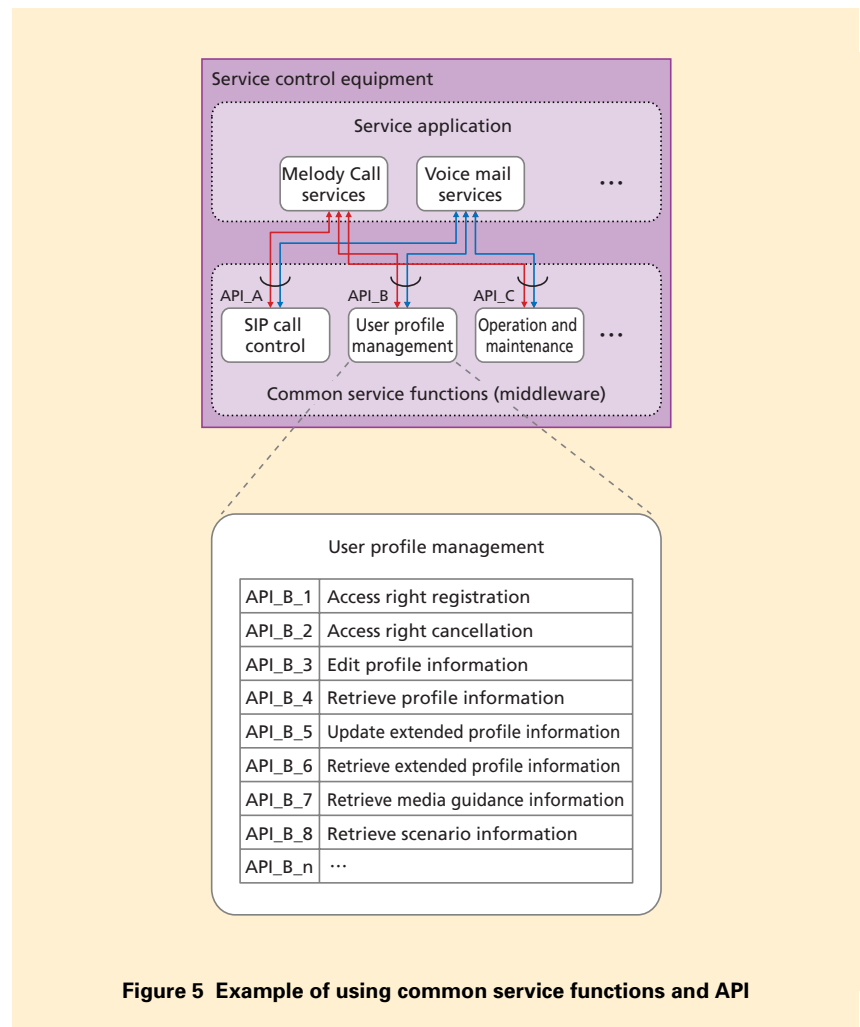 Service control equipment
Service application
Melody Call
services
Voice mail
services
...
API_A
API_B
API_C
SIP call
control
User profile
management
Operation and
maintenance
...
Common service functions (middleware)
User profile management
API_B_1 Access right registration
API_B_2 Access right cancellation
API_B_3 Edit profile information
API_B_4 Retrieve profile information
API_B_5 Update extended profile information
API_B_6 Retrieve extended profile information
API_B_7 Retrieve media guidance information
API_B_8 Retrieve scenario information
API_B_n ...
Figure 5 Example of using common service functions and API